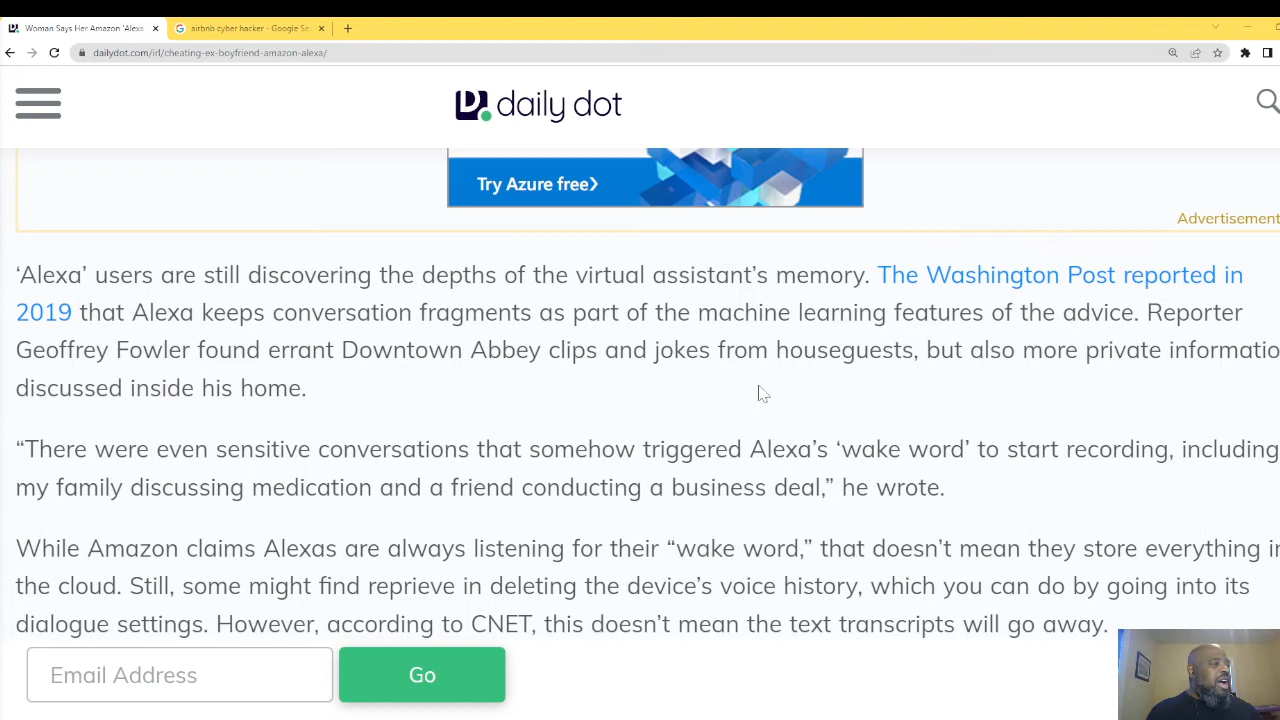 Woman Says Her Amazon 'Alexa
airbnb cyber hacker - Google Se
dailydot.com/irl/cheating-ex-boyfriend-amazon-alexa/
daily dot
Try Azure free❯
Advertisement
‘Alexa’ users are still discovering the depths of the virtual assistant’s memory. The Washington Post reported in
2019 that Alexa keeps conversation fragments as part of the machine learning features of the advice. Reporter
Geoffrey Fowler found errant Downtown Abbey clips and jokes from houseguests, but also more private informatio
discussed inside his home.
“There were even sensitive conversations that somehow triggered Alexa’s ‘wake word’ to start recording, including
my family discussing medication and a friend conducting a business deal,” he wrote.
While Amazon claims Alexas are always listening for their “wake word,” that doesn’t mean they store everything in
the cloud. Still, some might find reprieve in deleting the device’s voice history, which you can do by going into its
dialogue settings. However, according to CNET, this doesn’t mean the text transcripts will go away.
Email Address
Go